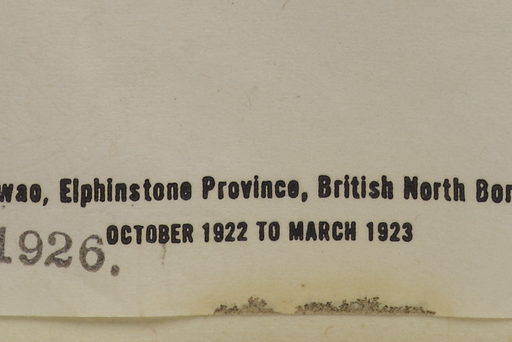 wao, Elphinstone Province, British North Bor
OCTOBER 1922 TO MARCH 1923
1926.